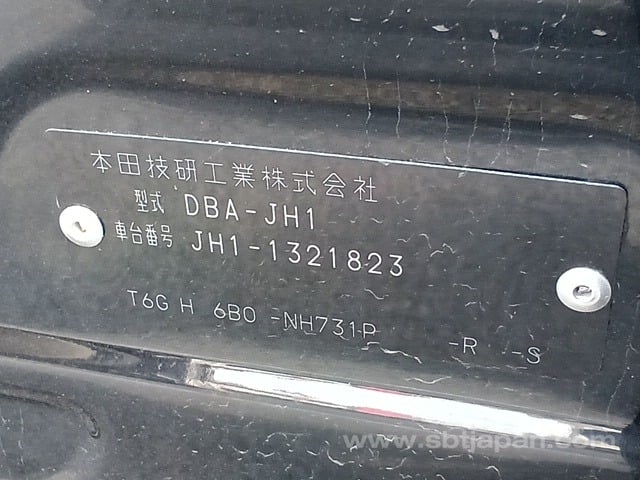 本田技研工業株式会社
型式 DBA-JH1
車台番号 JH1-1321823
T6G H 6B0 -NH731P -R -S
www.sbtjapan.com